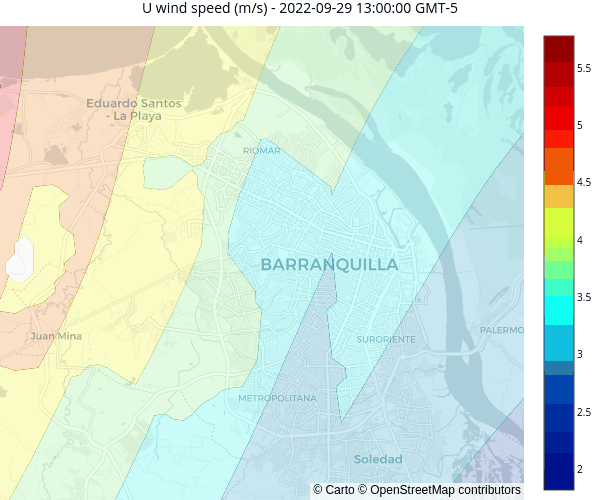 U wind speed (m/s) - 2022-09-29 13:00:00 GMT-5
Eduardo Santos
- La Playa
RIOMAR
BARRANQUILLA
Juan Mina
SURORIENTE
PALERMO
METROPOLITANA
Soledad
© Carto © OpenStreetMap contributors
5.5
5
4.5
4
3.5
3
2.5
2